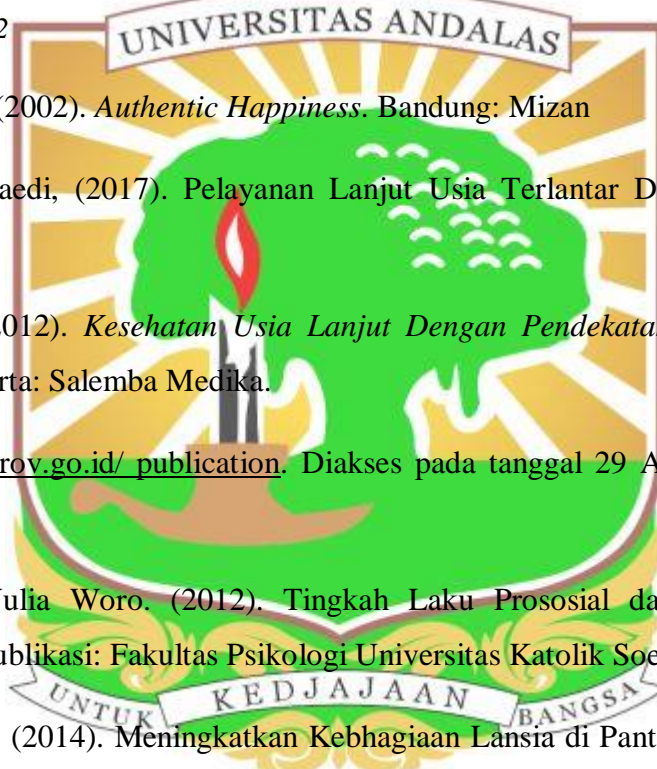 2
UNIVERSITAS ANDALAS
(2002). Authentic Happiness. Bandung: Mizan
aedi, (2017). Pelayanan Lanjut Usia Terlantar D
2012). Kesehatan Usia Lanjut Dengan Pendekata
rta: Salemba Medika.
rov.go.id/ publication. Diakses pada tanggal 29 A
ulia Woro. (2012). Tingkah Laku Prososial da
ublikasi: Fakultas Psikologi Universitas Katolik Soe
UNTUK KEDJAJAAN BANGSA
(2014). Meningkatkan Kebhagiaan Lansia di Pant